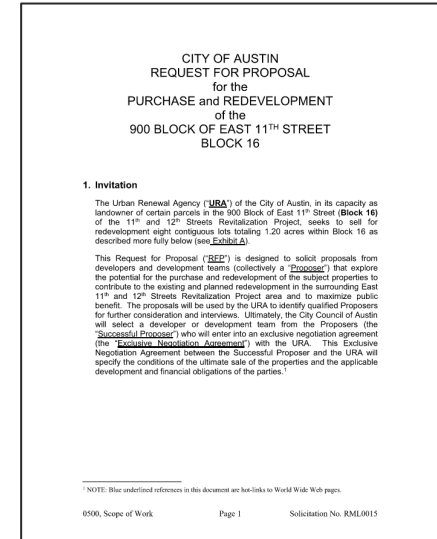 CITY OF AUSTIN
REQUEST FOR PROPOSAL
for the
PURCHASE and REDEVELOPMENT
of the
900 BLOCK OF EAST 11TH STREET
BLOCK 16
1. Invitation
The Urban Renewal Agency ("URA") of the City of Austin, in its capacity as
landowner of certain parcels in the 900 Block of East 11th Street (Block 16)
of the 11th and 12th Streets Revitalization Project, seeks to sell for
redevelopment eight contiguous lots totaling 1.20 acres within Block 16 as
described more fully below (see Exhibit A).
This Request for Proposal ("RFP") is designed to solicit proposals from
developers and development teams (collectively a "Proposer") that explore
the potential for the purchase and redevelopment of the subject properties to
contribute to the existing and planned redevelopment in the surrounding East
11th and 12th Streets Revitalization Project area and to maximize public
benefit. The proposals will be used by the URA to identify qualified Proposers
for further consideration and interviews. Ultimately, the City Council of Austin
will select a developer or development team from the Proposers (the
"Successful Proposer") who will enter into an exclusive negotiation agreement
(the "Exclusive Negotiation Agreement") with the URA. This Exclusive
Negotiation Agreement between the Successful Proposer and the URA will
specify the conditions of the ultimate sale of the properties and the applicable
development and financial obligations of the parties.1
1 NOTE: Blue underlined references in this document are hot-links to World Wide Web pages.
0500, Scope of Work Page 1 Solicitation No. RML0015